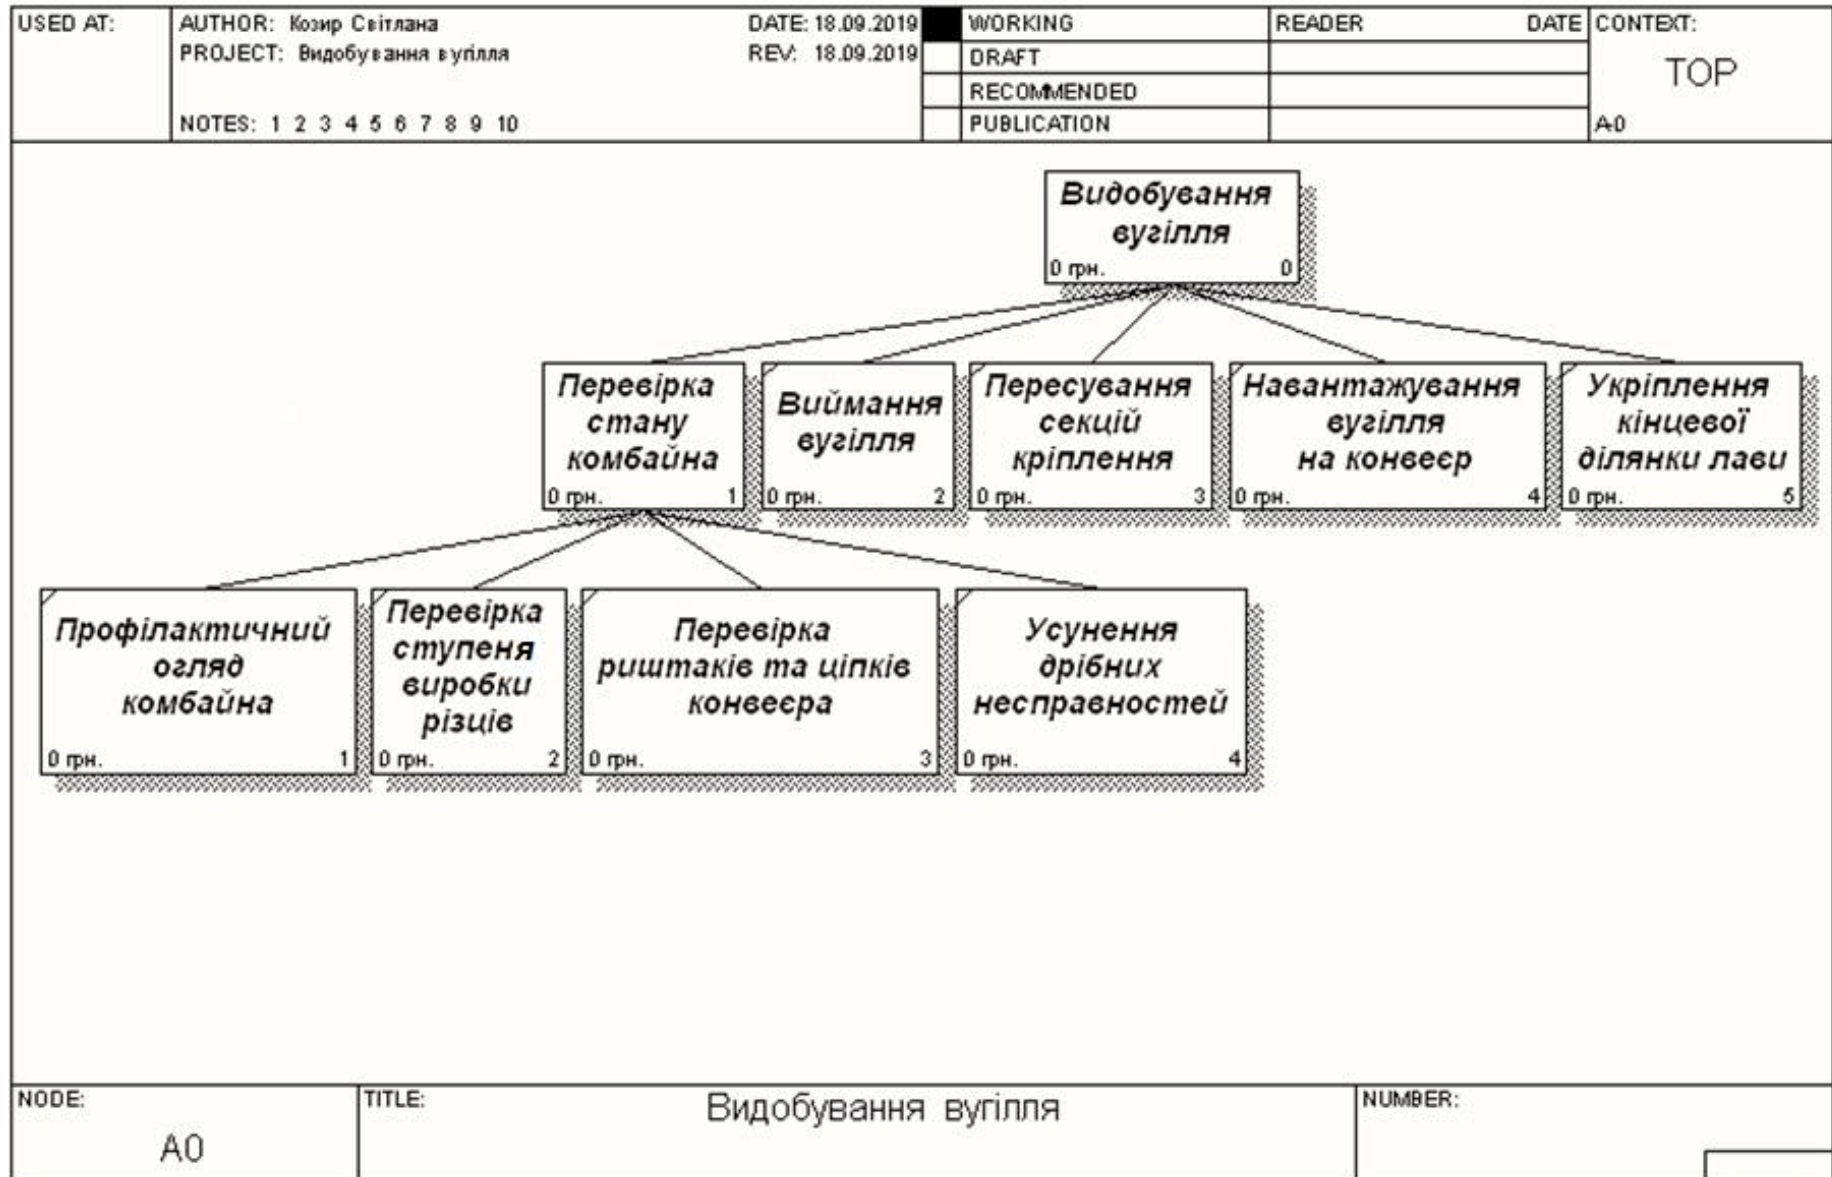 USED AT:
AUTHOR: Козир Світлана
DATE: 18.09.2019
PROJECT: Видобування вугілля
REV: 18.09.2019
NOTES: 1 2 3 4 5 6 7 8 9 10
WORKING
DRAFT
RECOMMENDED
PUBLICATION
READER DATE
CONTEXT:
TOP
A-0
Видобування
вугілля
0 грн. 0
Перевірка
стану
комбайна
0 грн. 1
Виймання
вугілля
0 грн. 2
Пересування
секцій
кріплення
0 грн. 3
Навантажування
вугілля
на конвеєр
0 грн. 4
Укріплення
кінцевої
ділянки лави
0 грн. 5
Профілактичний
огляд
комбайна
0 грн. 1
Перевірка
ступеня
виробки
різців
0 грн. 2
Перевірка
риштаків та ціпків
конвеєра
0 грн. 3
Усунення
дрібних
несправностей
0 грн. 4
NODE:
A0
TITLE:
Видобування вугілля
NUMBER: